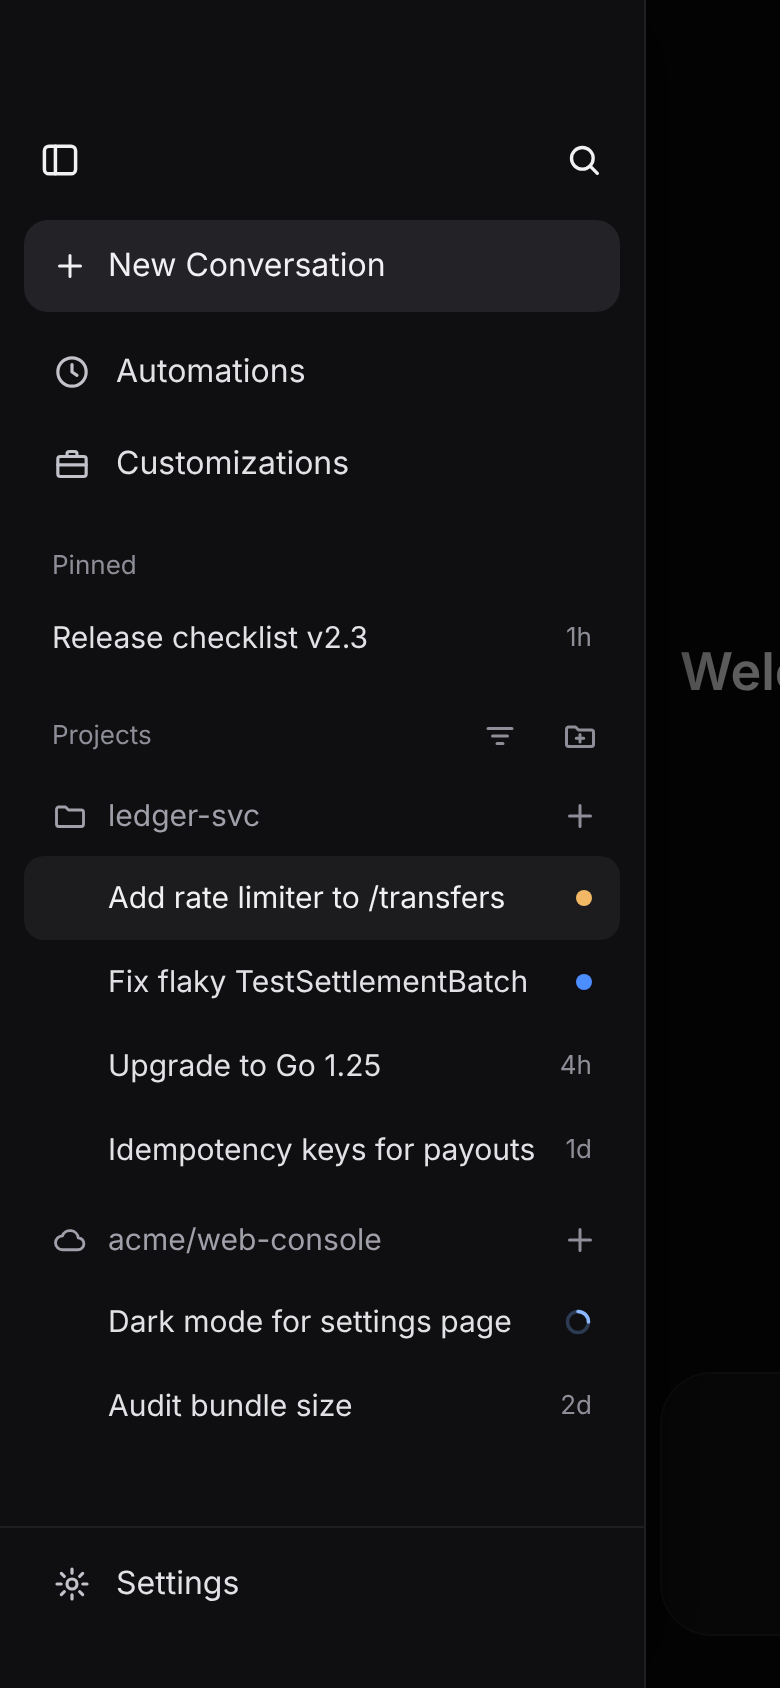 New Conversation
Automations
Customizations
Pinned
Release checklist v2.3 1h
Projects
ledger-svc
Add rate limiter to /transfers
Fix flaky TestSettlementBatch
Upgrade to Go 1.25 4h
Idempotency keys for payouts 1d
acme/web-console
Dark mode for settings page
Audit bundle size 2d
Settings